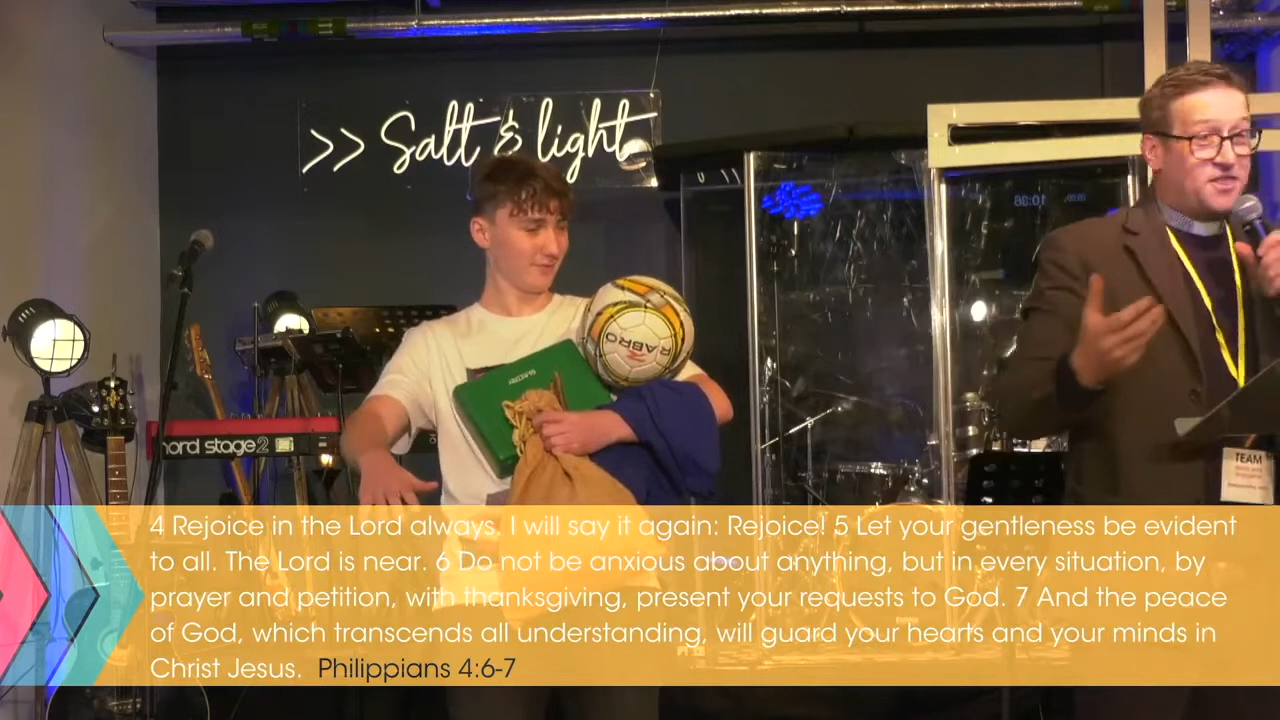 >> Salt & light
nord stage 2
TEAM
4 Rejoice in the Lord always. I will say it again: Rejoice! 5 Let your gentleness be evident
to all. The Lord is near. 6 Do not be anxious about anything, but in every situation, by
prayer and petition, with thanksgiving, present your requests to God. 7 And the peace
of God, which transcends all understanding, will guard your hearts and your minds in
Christ Jesus. Philippians 4:6-7